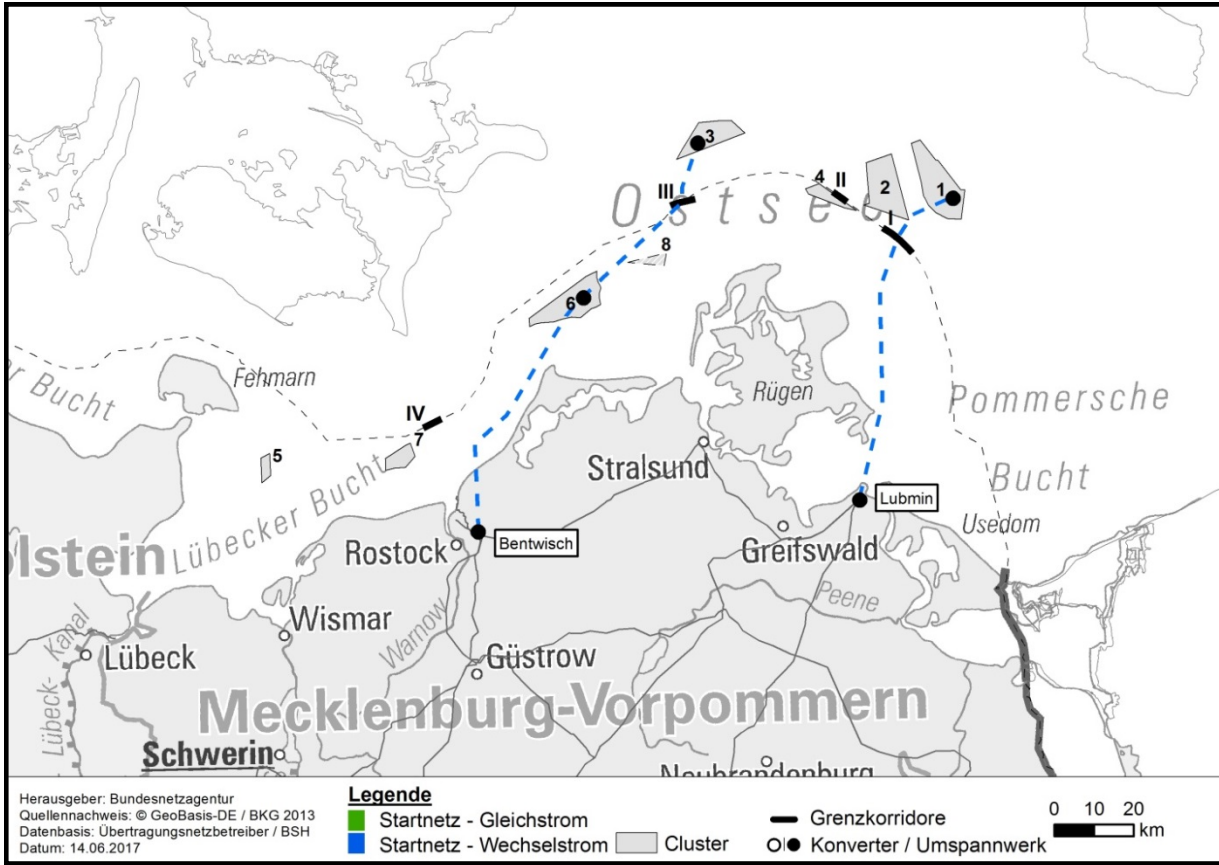 3
4
II
2
1
III
Ostsee
I
8
6
Fehmarn
er Bucht
Rügen
Pommersche
Bucht
IV
7
5
Stralsund
Lübecker Bucht
Lubmin
Usedom
Bentwisch
Rostock
Greifswald
olstein
Peene
Wismar
Warnow
Kanal
Lübeck
Güstrow
Lübeck-
Mecklenburg-Vorpommern
Schwerin
Neubrandenburg
Herausgeber: Bundesnetzagentur
Quellennachweis: © GeoBasis-DE / BKG 2013
Datenbasis: Übertragungsnetzbetreiber / BSH
Datum: 14.06.2017
Legende
Startnetz - Gleichstrom
Startnetz - Wechselstrom
Cluster
Grenzkorridore
Konverter / Umspannwerk
0 10 20
km